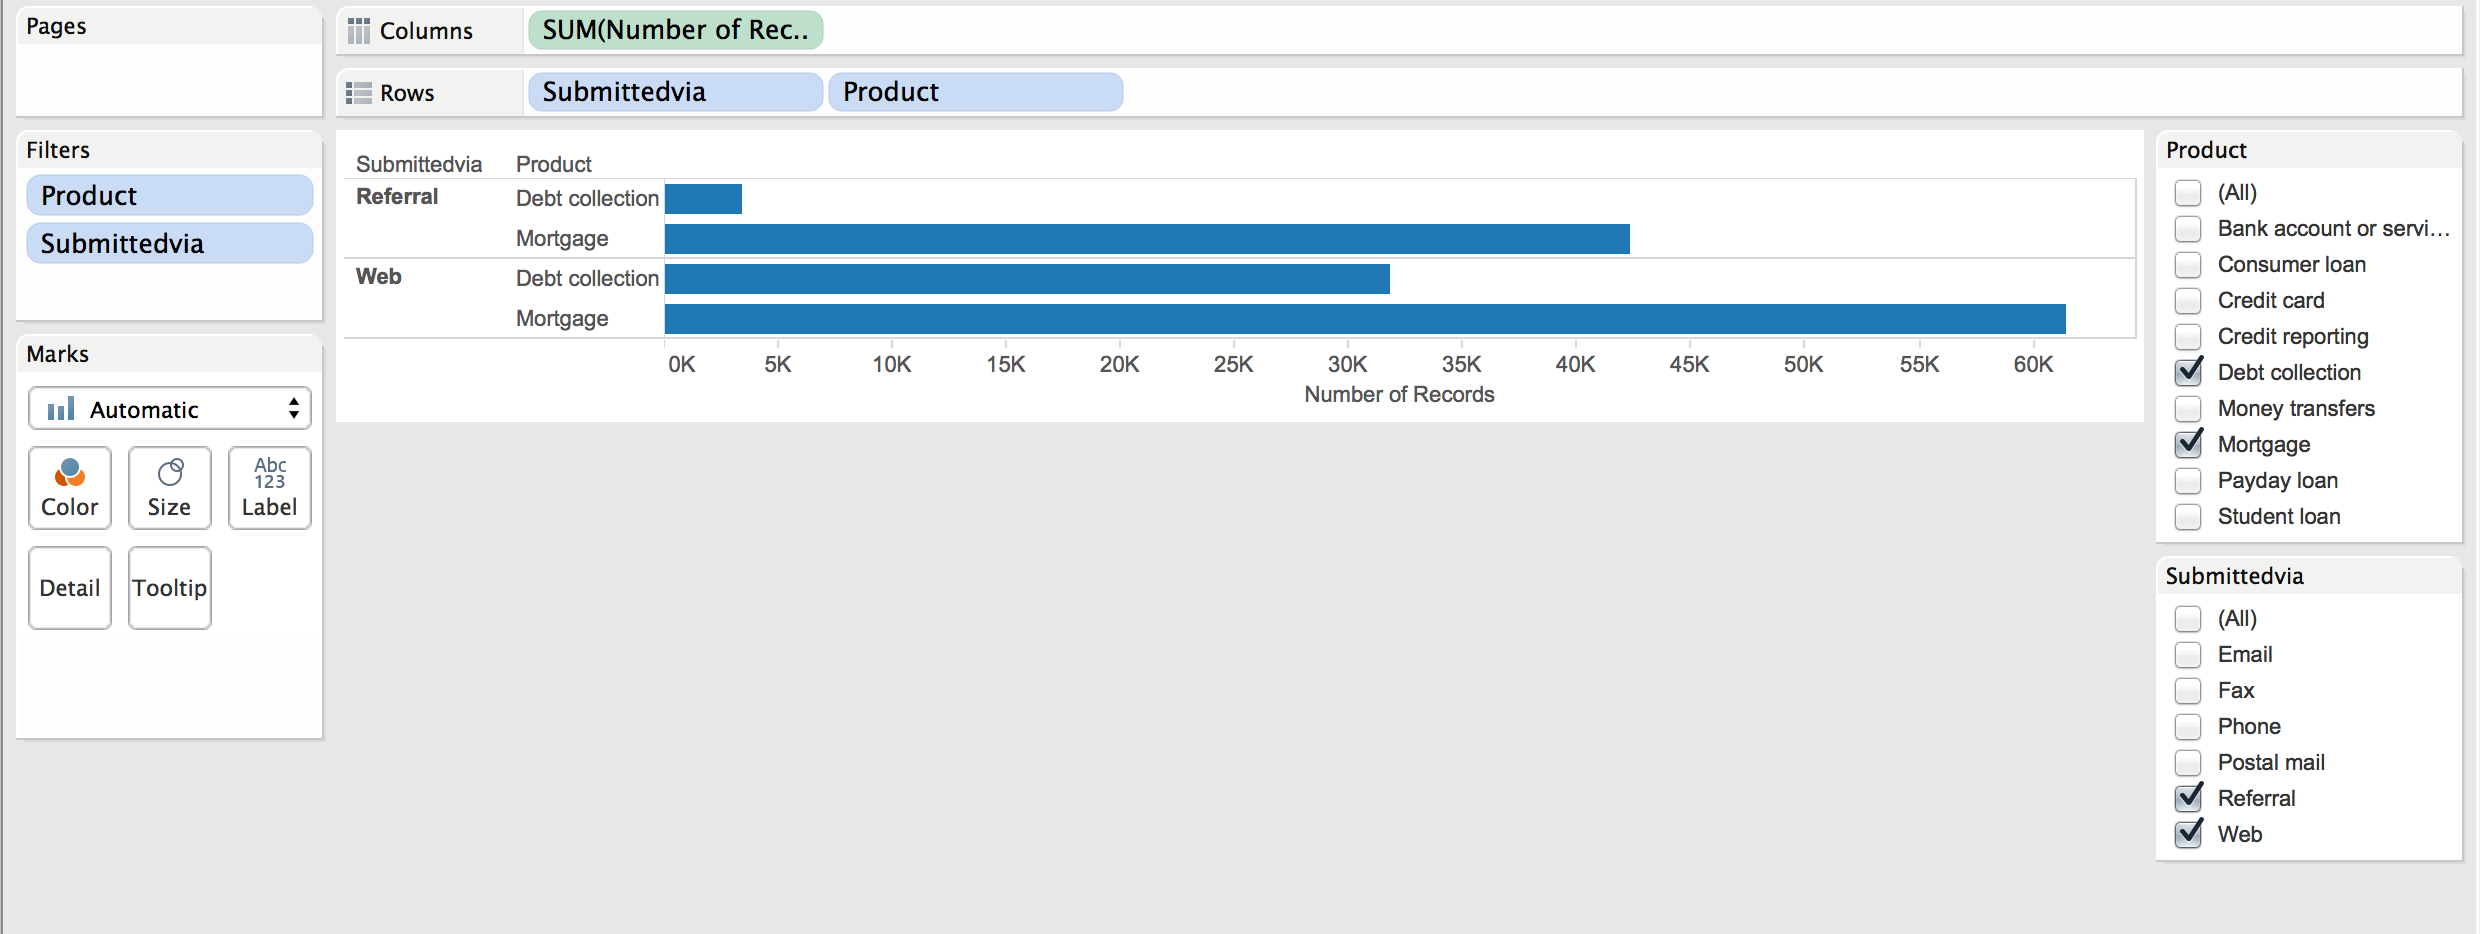 Pages
Columns
SUM(Number of Rec..
Rows
Submittedvia
Product
Filters
Product
Submittedvia
Marks
Automatic
Color
Size
Abc
123
Label
Detail
Tooltip
Submittedvia Product
Referral Debt collection
Mortgage
Web Debt collection
Mortgage
0K 5K 10K 15K 20K 25K 30K 35K 40K 45K 50K 55K 60K
Number of Records
Product
(All)
Bank account or servi...
Consumer loan
Credit card
Credit reporting
Debt collection
Money transfers
Mortgage
Payday loan
Student loan
Submittedvia
(All)
Email
Fax
Phone
Postal mail
Referral
Web